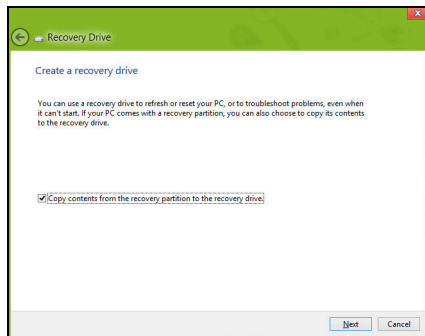 Recovery Drive
Create a recovery drive
You can use a recovery drive to refresh or reset your PC, or to troubleshoot problems, even when
it can't start. If your PC comes with a recovery partition, you can also choose to copy its contents
to the recovery drive.
Copy contents from the recovery partition to the recovery drive.
Next Cancel